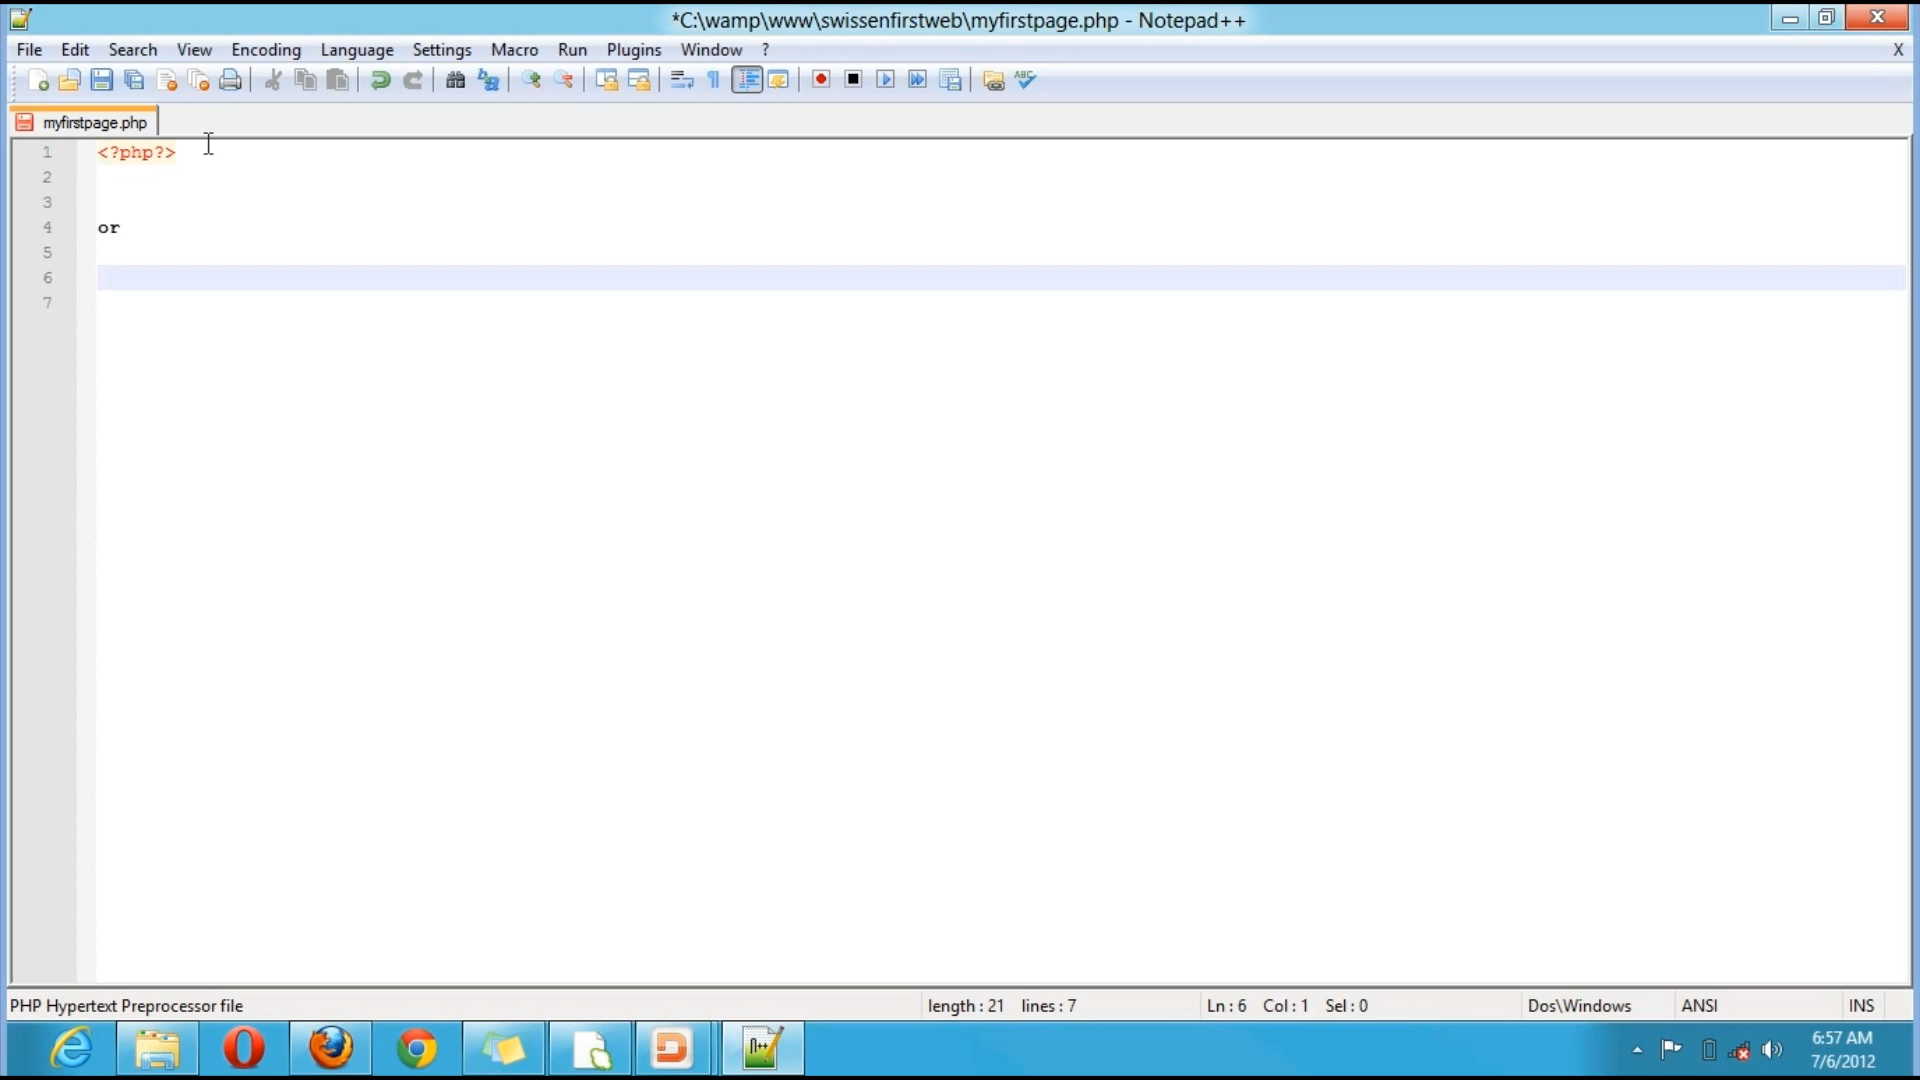 *C:\wamp\www\swissenfirstweb\myfirstpage.php - Notepad++
File Edit Search View Encoding Language Settings Macro Run Plugins Window ? X
ABC
myfirstpage.php
1 <?php?>
2
3
4 or
5
6
7
PHP Hypertext Preprocessor file length : 21 lines : 7 Ln : 6 Col : 1 Sel : 0 Dos\Windows ANSI INS
n++
6:57 AM
7/6/2012